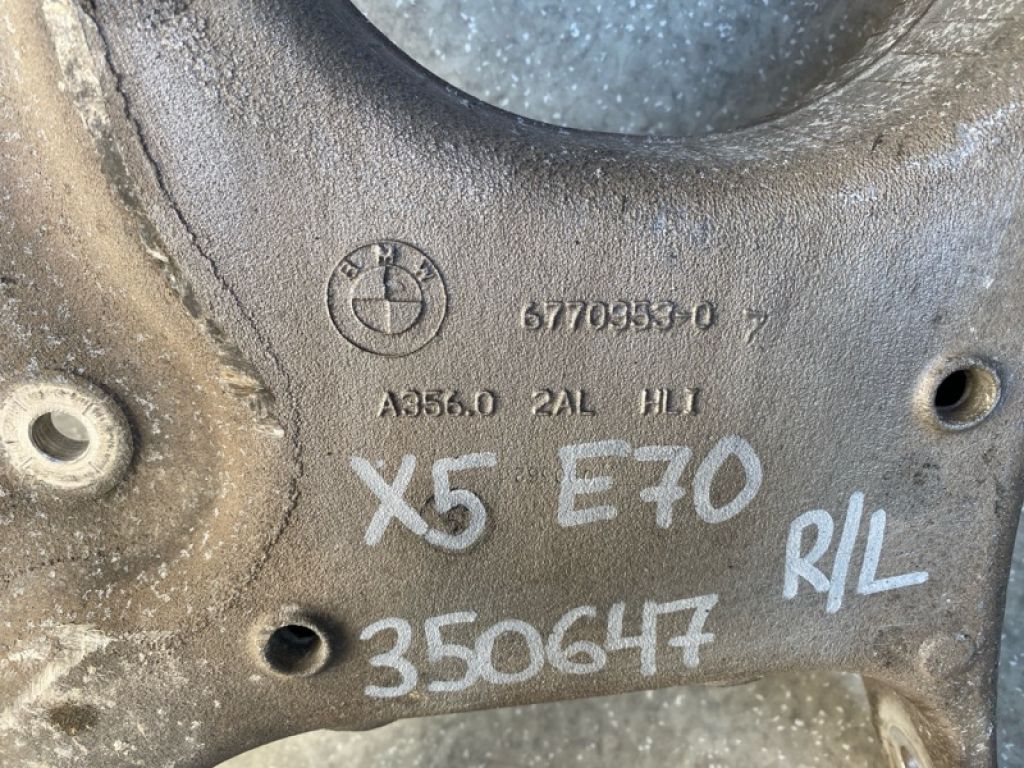 BMW
6770353-0 7
A356.0 2AL HLI
X5 E70
R/L
350647